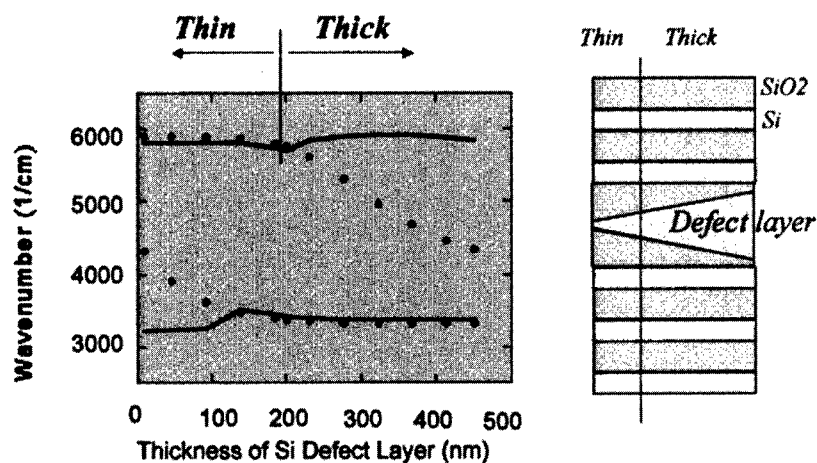 Thin Thick
6000
5000
4000
3000
Wavenumber (1/cm)
0 100 200 300 400 500
Thickness of Si Defect Layer (nm)
Thin Thick
SiO2
Si
Defect layer